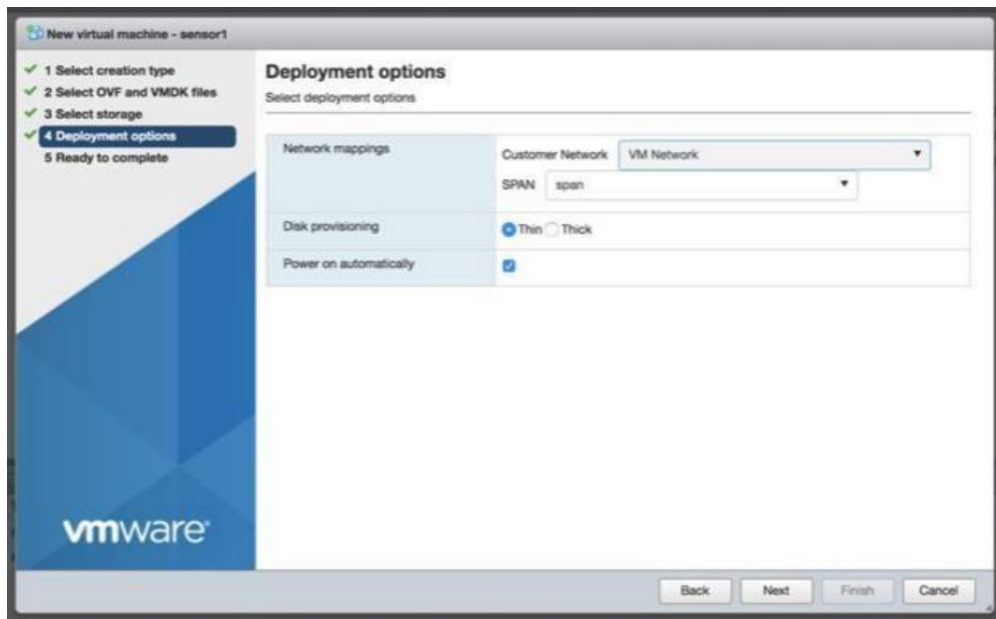 New virtual machine - sensor1
1 Select creation type
2 Select OVF and VMDK files
3 Select storage
4 Deployment options
5 Ready to complete
Deployment options
Select deployment options
Network mappings
Customer Network VM Network
SPAN span
Disk provisioning
Thin Thick
Power on automatically
vmware
Back Next Finish Cancel